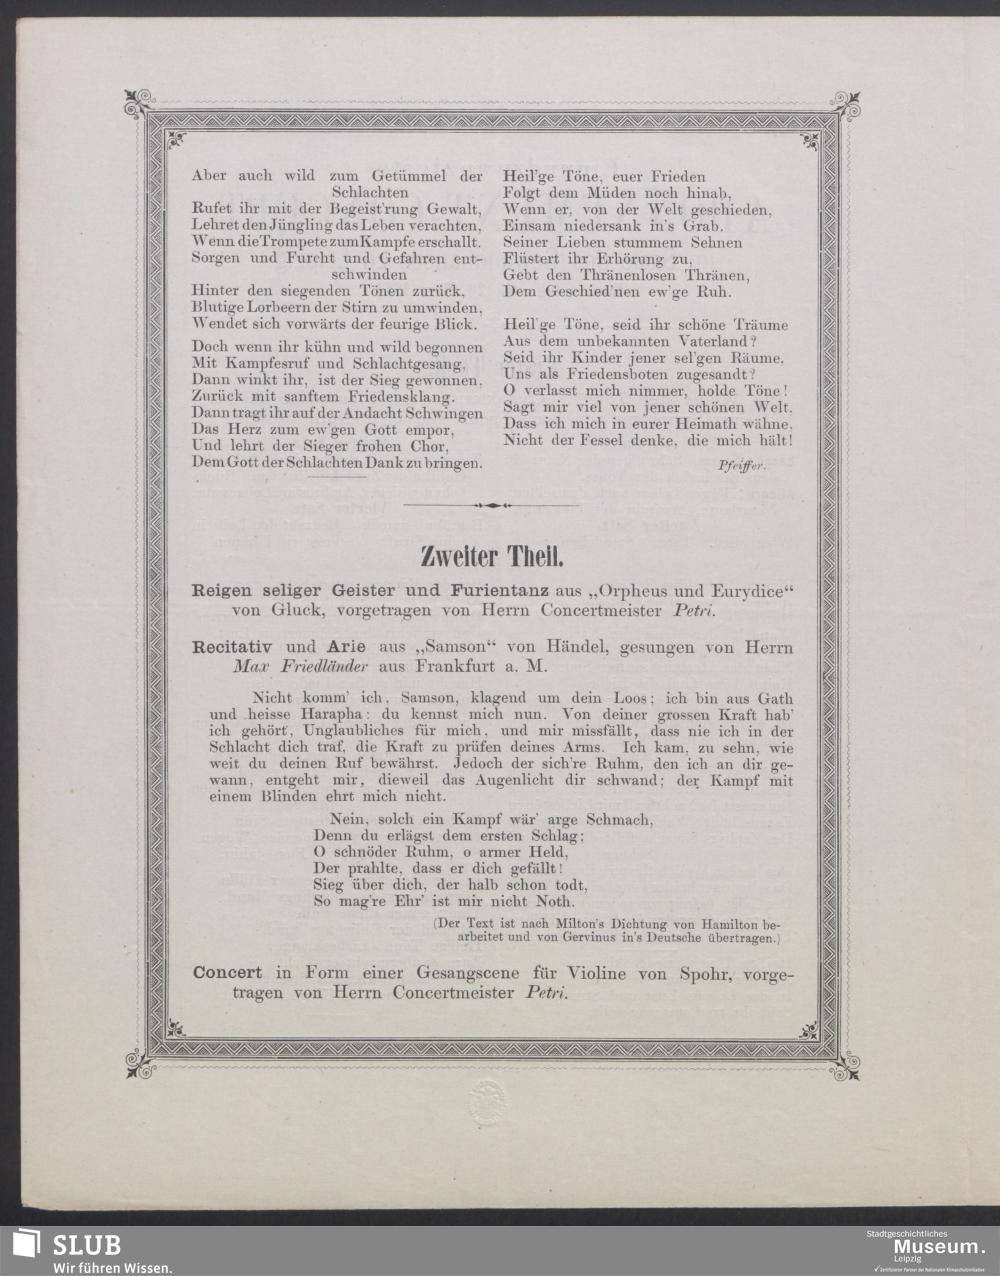 Aber auch wild zum Getümmel der
Schlachten
Rufet ihr mit der Begeist'rung Gewalt,
Lehret den Jüngling das Leben verachten,
Wenn die Trompete zum Kampfe erschallt.
Sorgen und Furcht und Gefahren ent-
schwinden
Hinter den siegenden Tönen zurück,
Blutige Lorbeern der Stirn zu umwinden,
Wendet sich vorwärts der feurige Blick.
Doch wenn ihr kühn und wild begonnen
Mit Kampfesruf und Schlachtgesang,
Dann winkt ihr, ist der Sieg gewonnen,
Zurück mit sanftem Friedensklang.
Dann tragt ihr auf der Andacht Schwingen
Das Herz zum ew'gen Gott empor,
Und lehrt der Sieger frohen Chor,
Dem Gott der Schlachten Dank zu bringen.
Heil'ge Töne, euer Frieden
Folgt dem Müden noch hinab,
Wenn er, von der Welt geschieden,
Einsam niedersank in's Grab.
Seiner Lieben stummem Sehnen
Flüstert ihr Erhörung zu,
Gebt den Thränenlosen Thränen,
Dem Geschied'nen ew'ge Ruh.
Heil'ge Töne, seid ihr schöne Träume
Aus dem unbekannten Vaterland?
Seid ihr Kinder jener sel'gen Räume,
Uns als Friedensboten zugesandt?
O verlasst mich nimmer, holde Töne!
Sagt mir viel von jener schönen Welt,
Dass ich mich in eurer Heimath wähne,
Nicht der Fessel denke, die mich hält!
Pfeiffer.
Zweiter Theil.
Reigen seliger Geister und Furientanz aus „Orpheus und Eurydice“
von Gluck, vorgetragen von Herrn Concertmeister Petri.
Recitativ und Arie aus „Samson“ von Händel, gesungen von Herrn
Max Friedländer aus Frankfurt a. M.
Nicht komm' ich, Samson, klagend um dein Loos; ich bin aus Gath
und heisse Harapha: du kennst mich nun. Von deiner grossen Kraft hab'
ich gehört, Unglaubliches für mich, und mir missfällt, dass nie ich in der
Schlacht dich traf, die Kraft zu prüfen deines Arms. Ich kam, zu sehn, wie
weit du deinen Ruf bewährst. Jedoch der sich're Ruhm, den ich an dir ge-
wann, entgeht mir, dieweil das Augenlicht dir schwand; der Kampf mit
einem Blinden ehrt mich nicht.
Nein, solch ein Kampf wär' arge Schmach,
Denn du erlägst dem ersten Schlag;
O schnöder Ruhm, o armer Held,
Der prahlte, dass er dich gefällt!
Sieg über dich, der halb schon todt,
So mag're Ehr' ist mir nicht Noth.
(Der Text ist nach Milton's Dichtung von Hamilton be-
arbeitet und von Gervinus in's Deutsche übertragen.)
Concert in Form einer Gesangscene für Violine von Spohr, vorge-
tragen von Herrn Concertmeister Petri.
SLUB
Wir führen Wissen.
Stadtgeschichtliches
Museum.
Leipzig
Zertifizierter Partner der Nationalen Klimaschutzinitiative